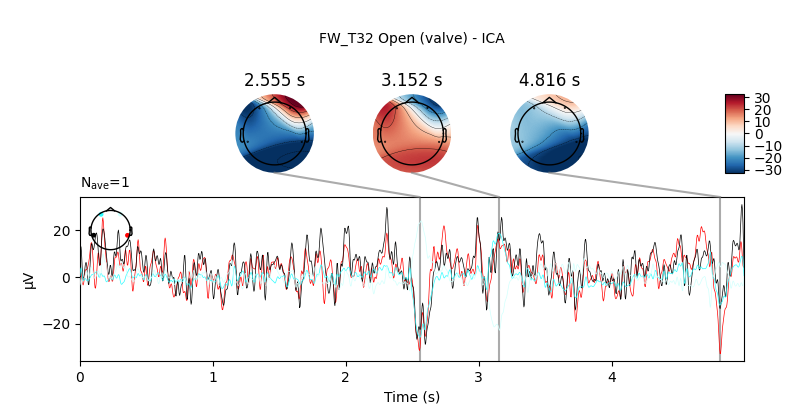 FW_T32 Open (valve) - ICA
2.555 s
3.152 s
4.816 s
30
20
10
0
−10
−20
−30
Nave=1
20
0
−20
µV
0
1
2
3
4
Time (s)